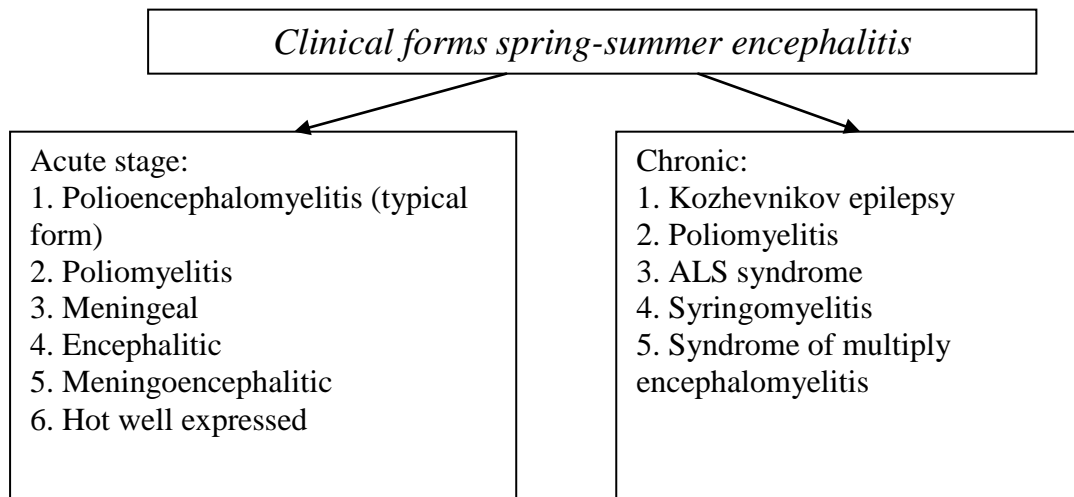 Clinical forms spring-summer encephalitis
Acute stage:
1. Polioencephalomyelitis (typical
form)
2. Poliomyelitis
3. Meningeal
4. Encephalitic
5. Meningoencephalitic
6. Hot well expressed
Chronic:
1. Kozhevnikov epilepsy
2. Poliomyelitis
3. ALS syndrome
4. Syringomyelitis
5. Syndrome of multiply
encephalomyelitis